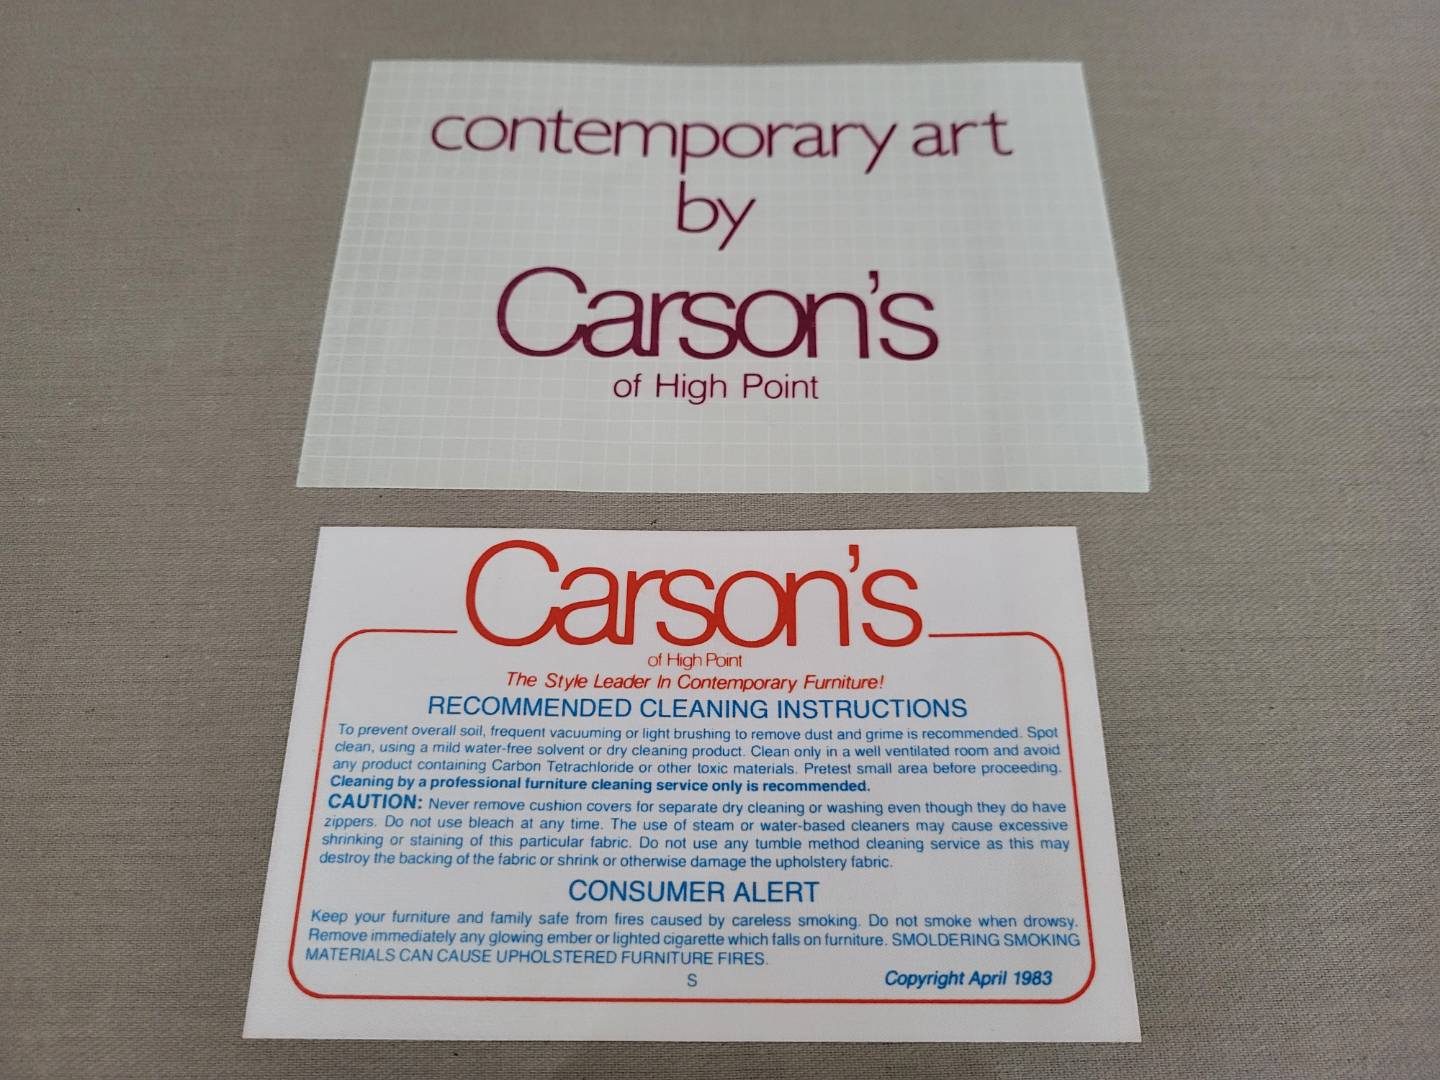 contemporary art
by
Carson's
of High Point
Carson's
of High Point
The Style Leader In Contemporary Furniture!
RECOMMENDED CLEANING INSTRUCTIONS
To prevent overall soil, frequent vacuuming or light brushing to remove dust and grime is recommended. Spot
clean, using a mild water-free solvent or dry cleaning product. Clean only in a well ventilated room and avoid
any product containing Carbon Tetrachloride or other toxic materials. Pretest small area before proceeding.
Cleaning by a professional furniture cleaning service only is recommended.
CAUTION: Never remove cushion covers for separate dry cleaning or washing even though they do have
zippers. Do not use bleach at any time. The use of steam or water-based cleaners may cause excessive
shrinking or staining of this particular fabric. Do not use any tumble method cleaning service as this may
destroy the backing of the fabric or shrink or otherwise damage the upholstery fabric.
CONSUMER ALERT
Keep your furniture and family safe from fires caused by careless smoking. Do not smoke when drowsy.
Remove immediately any glowing ember or lighted cigarette which falls on furniture. SMOLDERING SMOKING
MATERIALS CAN CAUSE UPHOLSTERED FURNITURE FIRES.
S
Copyright April 1983